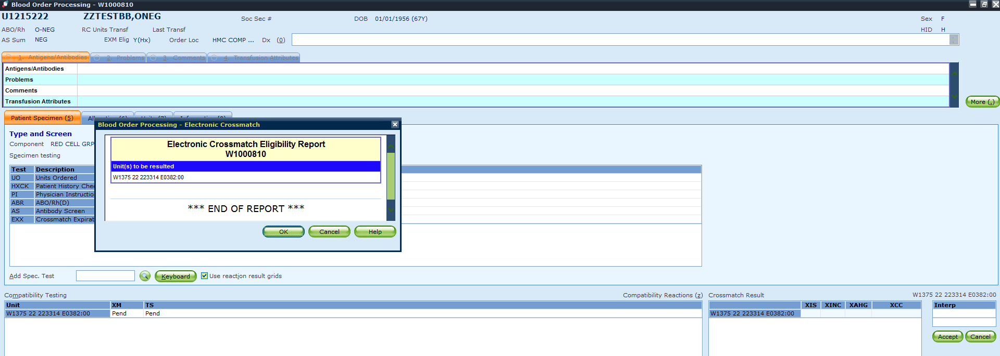 Blood Order Processing - W1000810
U1215222 ZZTESTBB,ONEG Soc Sec # DOB 01/01/1956 (67Y) Sex F
ABO/Rh O-NEG RC Units Transf Last Transf HID H
AS Sum NEG EXM Elig Y(Hx) Order Loc HMC COMP ... Dx (0)
1. Antigens/Antibodies 2. Problems 3. Comments 4. Transfusion Attributes
Antigens/Antibodies
Problems
Comments
Transfusion Attributes
More (.)
Patient Specimen (5)
Blood Order Processing - Electronic Crossmatch
Electronic Crossmatch Eligibility Report
W1000810
Unit(s) to be resulted
W1375 22 223314 E0382:00
*** END OF REPORT ***
OK Cancel Help
Type and Screen
Component RED CELL GRP
Specimen testing
Test Description
UO Units Ordered
HXCK Patient History Chec
PI Physician Instructio
ABR ABO/Rh(D)
AS Antibody Screen
EXX Crossmatch Expirat
Add Spec. Test Keyboard Use reaction result grids
Compatibility Testing Compatibility Reactions (z) Crossmatch Result W1375 22 223314 E0382:00
Unit XM TS XIS XINC XAHG XCC Interp
W1375 22 223314 E0382:00 Pend Pend W1375 22 223314 E0382:00
Accept Cancel